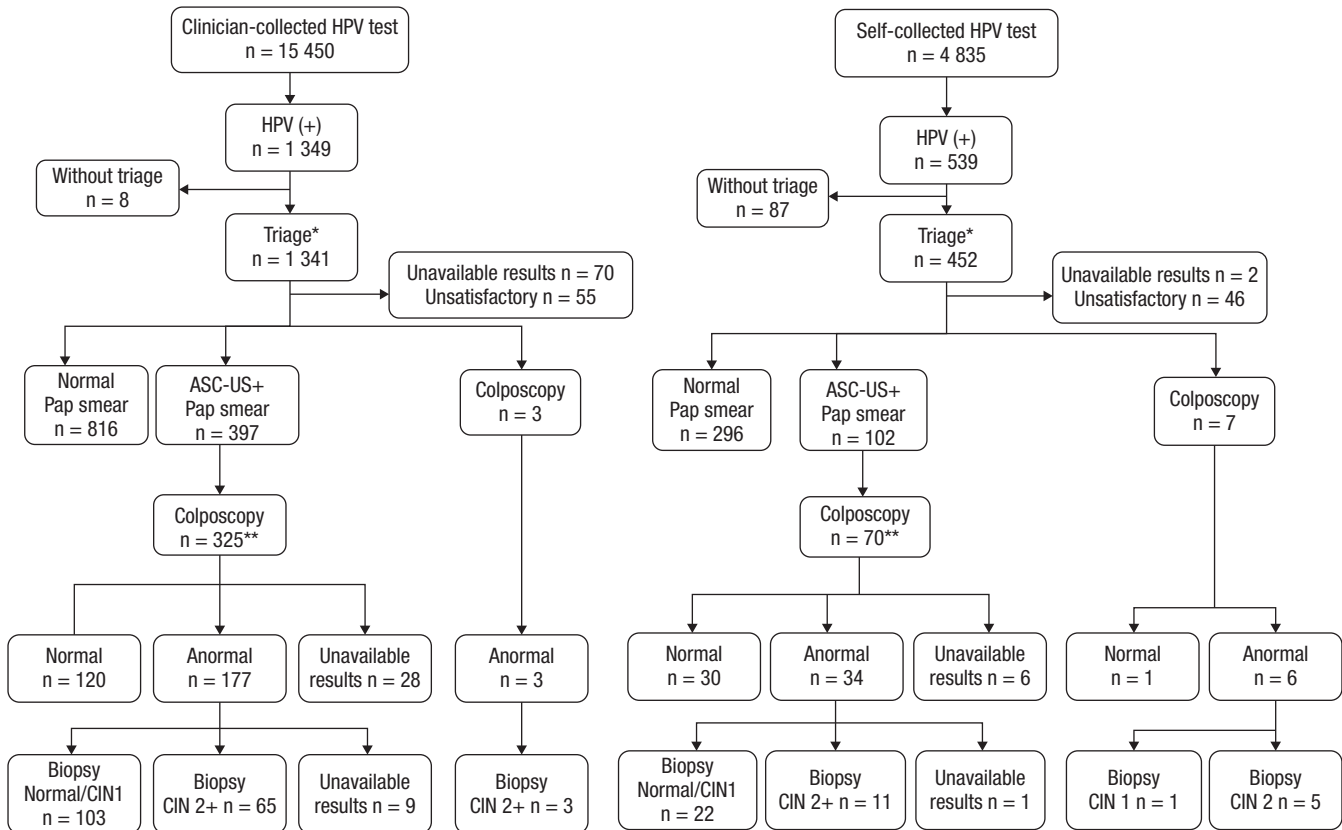 Clinician-collected HPV test
n = 15 450
HPV (+)
n = 1 349
Without triage
n = 8
Triage*
n = 1 341
Unavailable results n = 70
Unsatisfactory n = 55
Normal
Pap smear
n = 816
ASC-US+
Pap smear
n = 397
Colposcopy
n = 3
Colposcopy
n = 325**
Normal
n = 120
Anormal
n = 177
Unavailable
results n = 28
Anormal
n = 3
Biopsy
Normal/CIN1
n = 103
Biopsy
CIN 2+ n = 65
Unavailable
results n = 9
Biopsy
CIN 2+ n = 3
Self-collected HPV test
n = 4 835
HPV (+)
n = 539
Without triage
n = 87
Triage*
n = 452
Unavailable results n = 2
Unsatisfactory n = 46
Normal
Pap smear
n = 296
ASC-US+
Pap smear
n = 102
Colposcopy
n = 7
Colposcopy
n = 70**
Normal
n = 30
Anormal
n = 34
Unavailable
results n = 6
Normal
n = 1
Anormal
n = 6
Biopsy
Normal/CIN1
n = 22
Biopsy
CIN 2+ n = 11
Unavailable
results n = 1
Biopsy
CIN 1 n = 1
Biopsy
CIN 2 n = 5